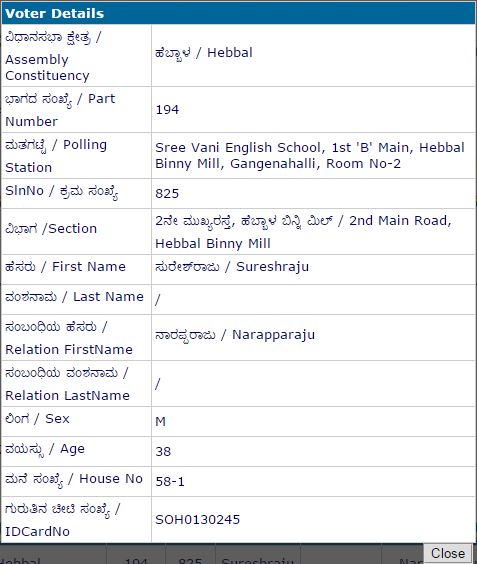 Voter Details
ವಿಧಾನಸಭಾ ಕ್ಷೇತ್ರ /
Assembly
Constituency
ಹೆಬ್ಬಾಳ / Hebbal
ಭಾಗದ ಸಂಖ್ಯೆ / Part
Number
194
ಮತಗಟ್ಟೆ / Polling
Station
Sree Vani English School, 1st 'B' Main, Hebbal
Binny Mill, Gangenahalli, Room No-2
SlnNo / ಕ್ರಮ ಸಂಖ್ಯೆ
825
ವಿಭಾಗ /Section
2ನೇ ಮುಖ್ಯರಸ್ತೆ, ಹೆಬ್ಬಾಳ ಬಿನ್ನಿ ಮಿಲ್ / 2nd Main Road,
Hebbal Binny Mill
ಹೆಸರು / First Name
ಸುರೇಶ್‌ರಾಜು / Sureshraju
ವಂಶನಾಮ / Last Name
/
ಸಂಬಂಧಿಯ ಹೆಸರು /
Relation FirstName
ನಾರಪ್ಪರಾಜು / Narapparaju
ಸಂಬಂಧಿಯ ವಂಶನಾಮ /
Relation LastName
/
ಲಿಂಗ / Sex
M
ವಯಸ್ಸು / Age
38
ಮನೆ ಸಂಖ್ಯೆ / House No
58-1
ಗುರುತಿನ ಚೀಟಿ ಸಂಖ್ಯೆ /
IDCardNo
SOH0130245
Close
Hebbal 194 825 Sureshraju